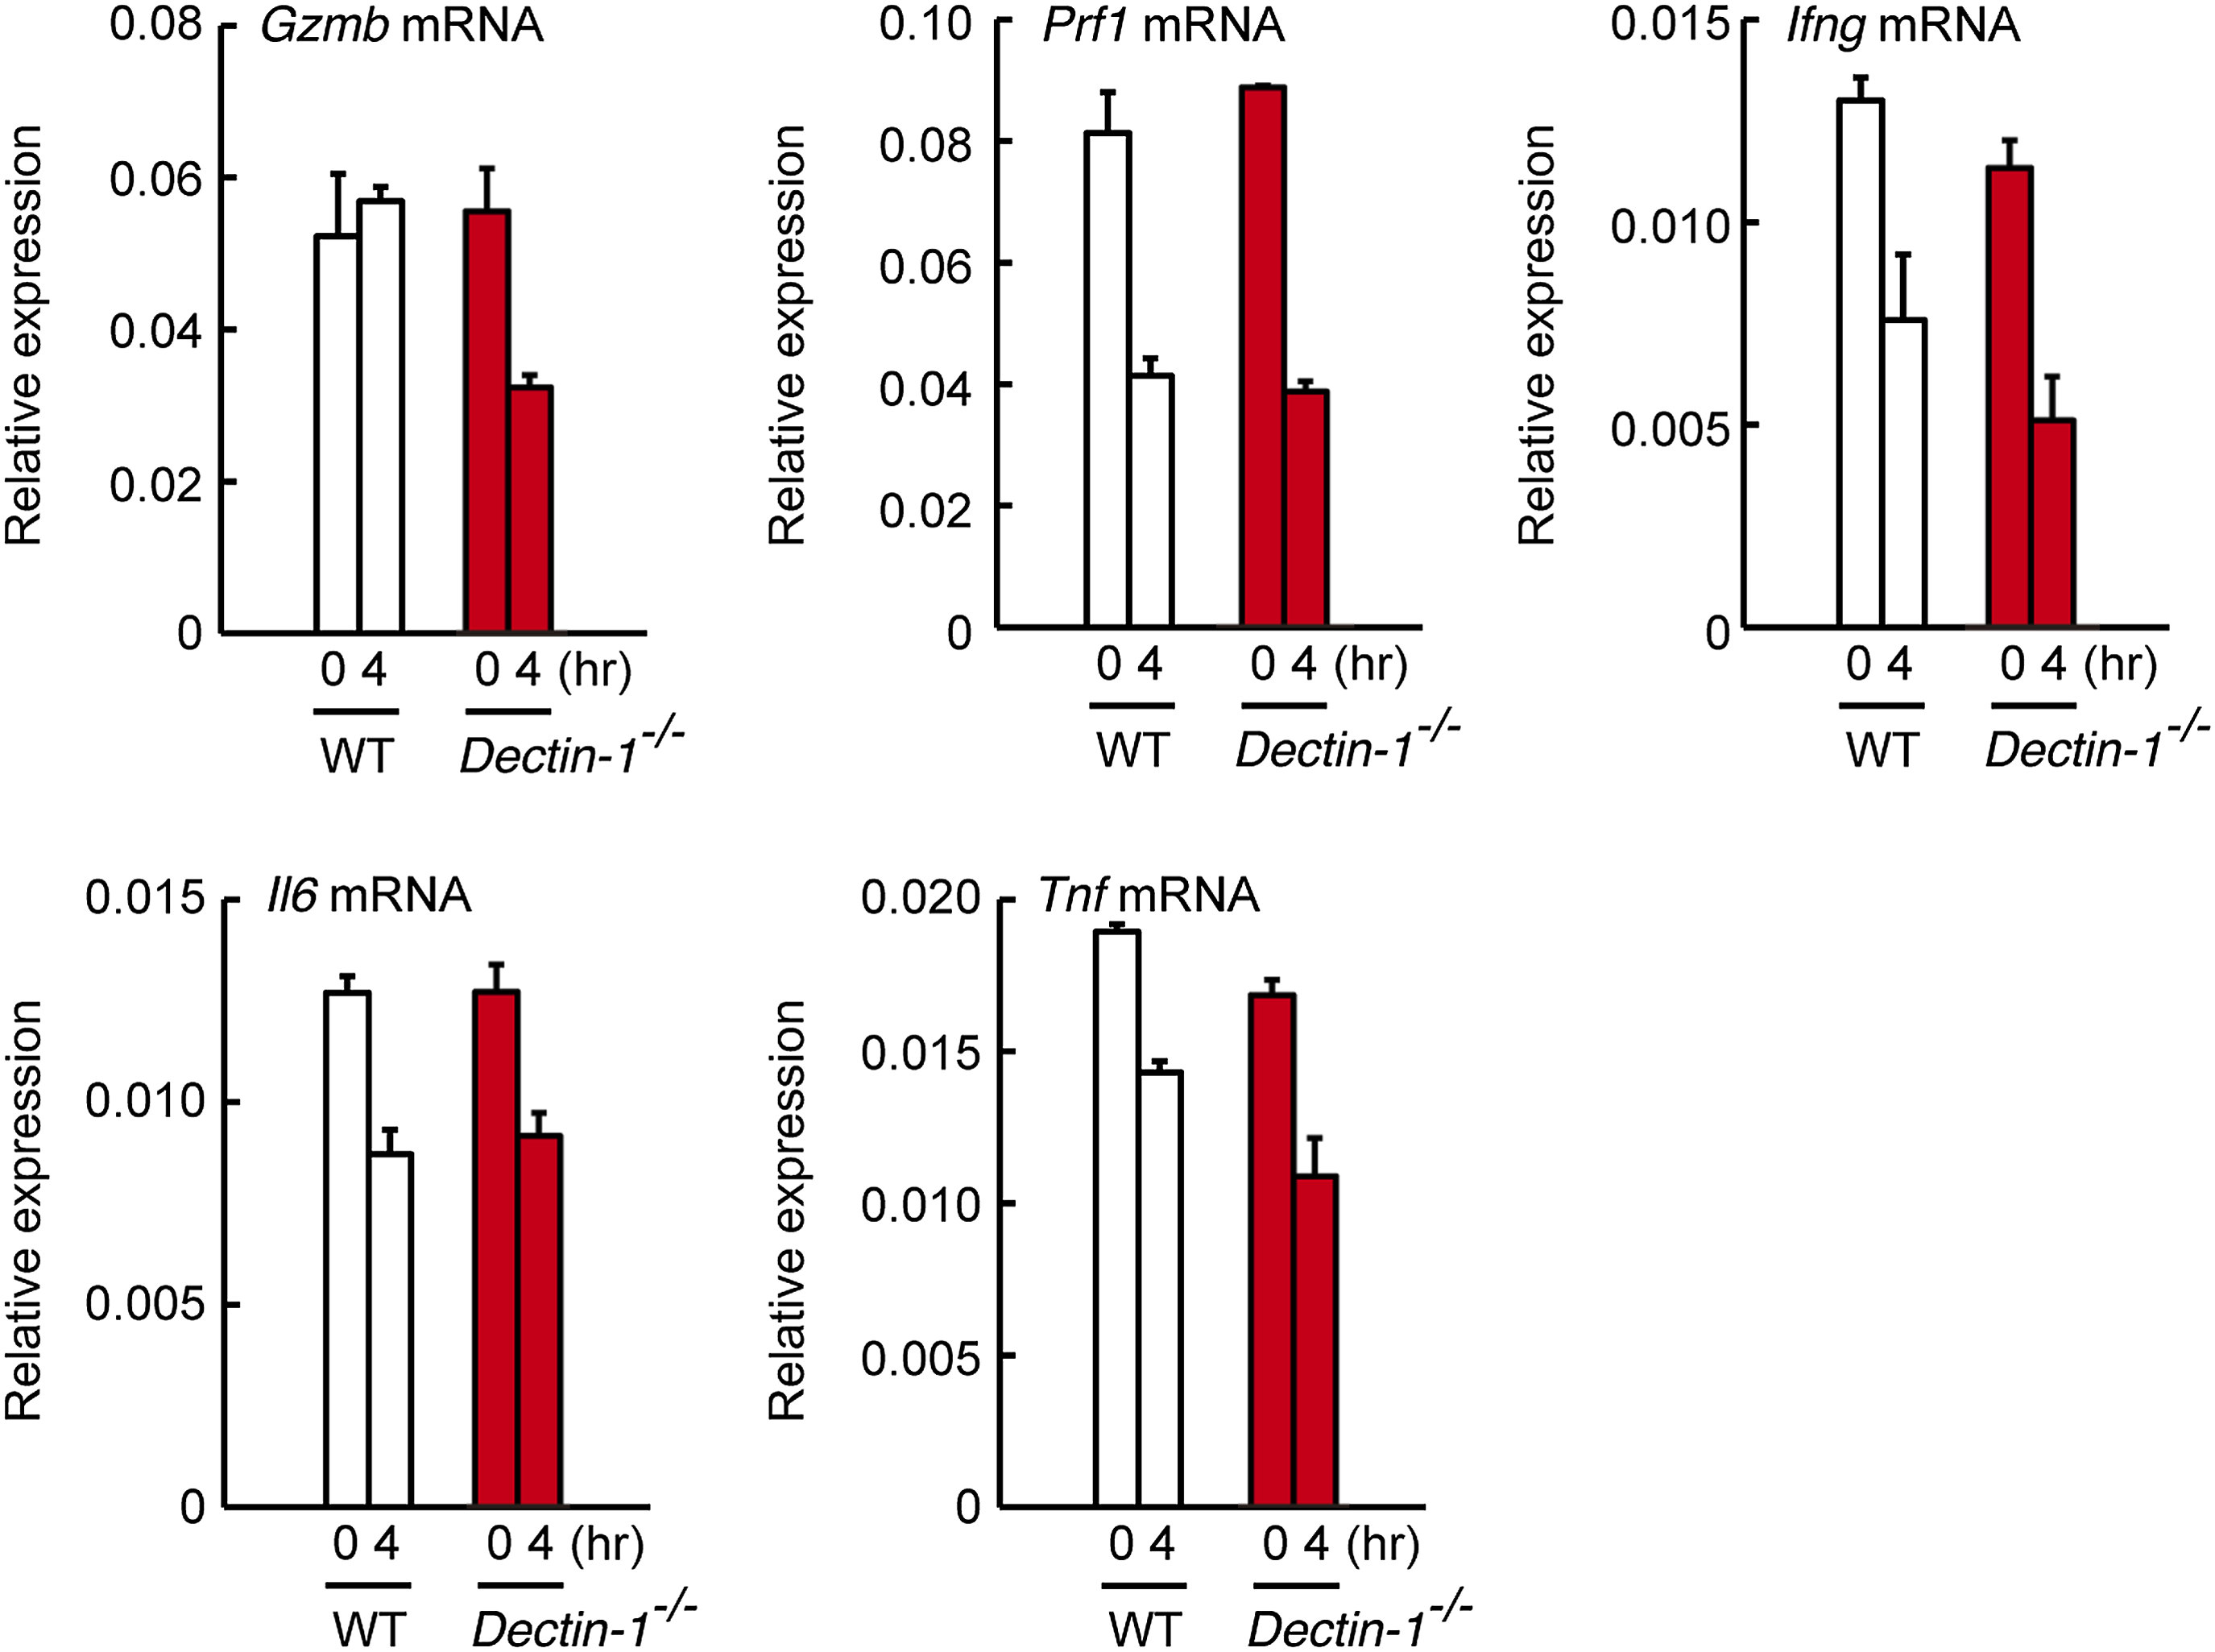 Gzmb mRNA
Relative expression
0.08
0.06
0.04
0.02
0
0 4 0 4 (hr)
WT Dectin-1-/-
Prf1 mRNA
Relative expression
0.10
0.08
0.06
0.04
0.02
0
0 4 0 4 (hr)
WT Dectin-1-/-
Ifng mRNA
Relative expression
0.015
0.010
0.005
0
0 4 0 4 (hr)
WT Dectin-1-/-
Il6 mRNA
Relative expression
0.015
0.010
0.005
0
0 4 0 4 (hr)
WT Dectin-1-/-
Tnf mRNA
Relative expression
0.020
0.015
0.010
0.005
0
0 4 0 4 (hr)
WT Dectin-1-/-